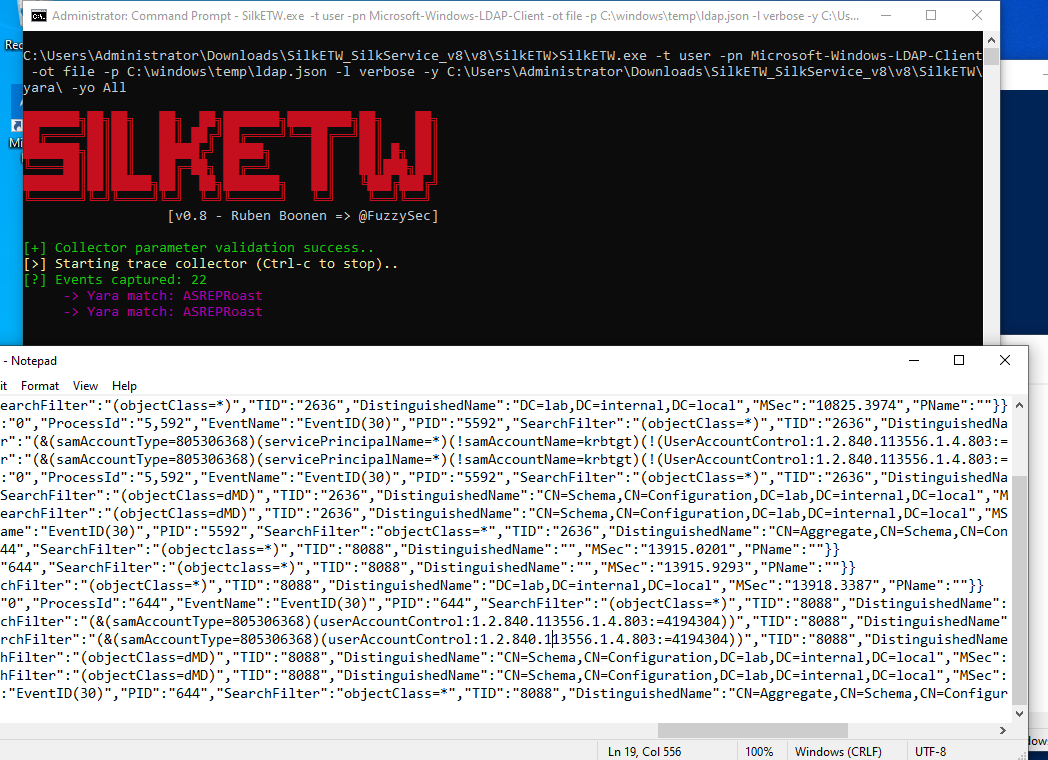 Administrator: Command Prompt - SilkETW.exe  -t user -pn Microsoft-Windows-LDAP-Client -ot file -p C:\windows\temp\ldap.json -l verbose -y C:\Us...
Rec
C:\Users\Administrator\Downloads\SilkETW_SilkService_v8\v8\SilkETW>SilkETW.exe -t user -pn Microsoft-Windows-LDAP-Client
 -ot file -p C:\windows\temp\ldap.json -l verbose -y C:\Users\Administrator\Downloads\SilkETW_SilkService_v8\v8\SilkETW\
yara\ -yo All
Mi
SILKETW
[v0.8 - Ruben Boonen => @FuzzySec]
[+] Collector parameter validation success..
[>] Starting trace collector (Ctrl-c to stop)..
[?] Events captured: 22
-> Yara match: ASREPRoast
-> Yara match: ASREPRoast
- Notepad
it Format View Help
earchFilter":"(objectClass=*)","TID":"2636","DistinguishedName":"DC=lab,DC=internal,DC=local","MSec":"10825.3974","PName":""}}
:"0","ProcessId":"5,592","EventName":"EventID(30)","PID":"5592","SearchFilter":"(objectClass=*)","TID":"2636","DistinguishedNa
r":"(&(samAccountType=805306368)(servicePrincipalName=*)(!samAccountName=krbtgt)(!(UserAccountControl:1.2.840.113556.1.4.803:=
r":"(&(samAccountType=805306368)(servicePrincipalName=*)(!samAccountName=krbtgt)(!(UserAccountControl:1.2.840.113556.1.4.803:=
:"0","ProcessId":"5,592","EventName":"EventID(30)","PID":"5592","SearchFilter":"(objectClass=*)","TID":"2636","DistinguishedNa
SearchFilter":"(objectClass=dMD)","TID":"2636","DistinguishedName":"CN=Schema,CN=Configuration,DC=lab,DC=internal,DC=local","M
earchFilter":"(objectClass=dMD)","TID":"2636","DistinguishedName":"CN=Schema,CN=Configuration,DC=lab,DC=internal,DC=local","MS
ame":"EventID(30)","PID":"5592","SearchFilter":"objectClass=*","TID":"2636","DistinguishedName":"CN=Aggregate,CN=Schema,CN=Con
44","SearchFilter":"(objectclass=*)","TID":"8088","DistinguishedName":"","MSec":"13915.0201","PName":""}}
"644","SearchFilter":"(objectclass=*)","TID":"8088","DistinguishedName":"","MSec":"13915.9293","PName":""}}
chFilter":"(objectClass=*)","TID":"8088","DistinguishedName":"DC=lab,DC=internal,DC=local","MSec":"13918.3387","PName":""}}
"0","ProcessId":"644","EventName":"EventID(30)","PID":"644","SearchFilter":"(objectClass=*)","TID":"8088","DistinguishedName":
chFilter":"(&(samAccountType=805306368)(userAccountControl:1.2.840.113556.1.4.803:=4194304))","TID":"8088","DistinguishedName"
rchFilter":"(&(samAccountType=805306368)(userAccountControl:1.2.840.113556.1.4.803:=4194304))","TID":"8088","DistinguishedName
hFilter":"(objectClass=dMD)","TID":"8088","DistinguishedName":"CN=Schema,CN=Configuration,DC=lab,DC=internal,DC=local","MSec":
hFilter":"(objectClass=dMD)","TID":"8088","DistinguishedName":"CN=Schema,CN=Configuration,DC=lab,DC=internal,DC=local","MSec":
:"EventID(30)","PID":"644","SearchFilter":"objectClass=*","TID":"8088","DistinguishedName":"CN=Aggregate,CN=Schema,CN=Configur
Ln 19, Col 556 100% Windows (CRLF) UTF-8